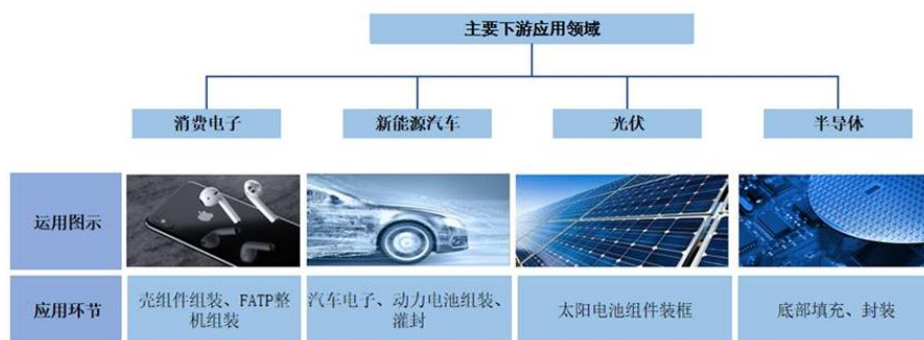 主要下游应用领域
消费电子
新能源汽车
光伏
半导体
运用图示
应用环节
壳组件组装、FATP整
机组装
汽车电子、动力电池组装、
灌封
太阳电池组件装框
底部填充、封装